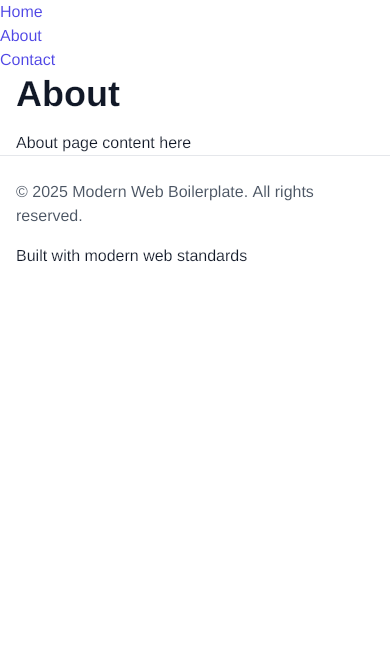 Home
About
Contact
About
About page content here
© 2025 Modern Web Boilerplate. All rights
reserved.
Built with modern web standards